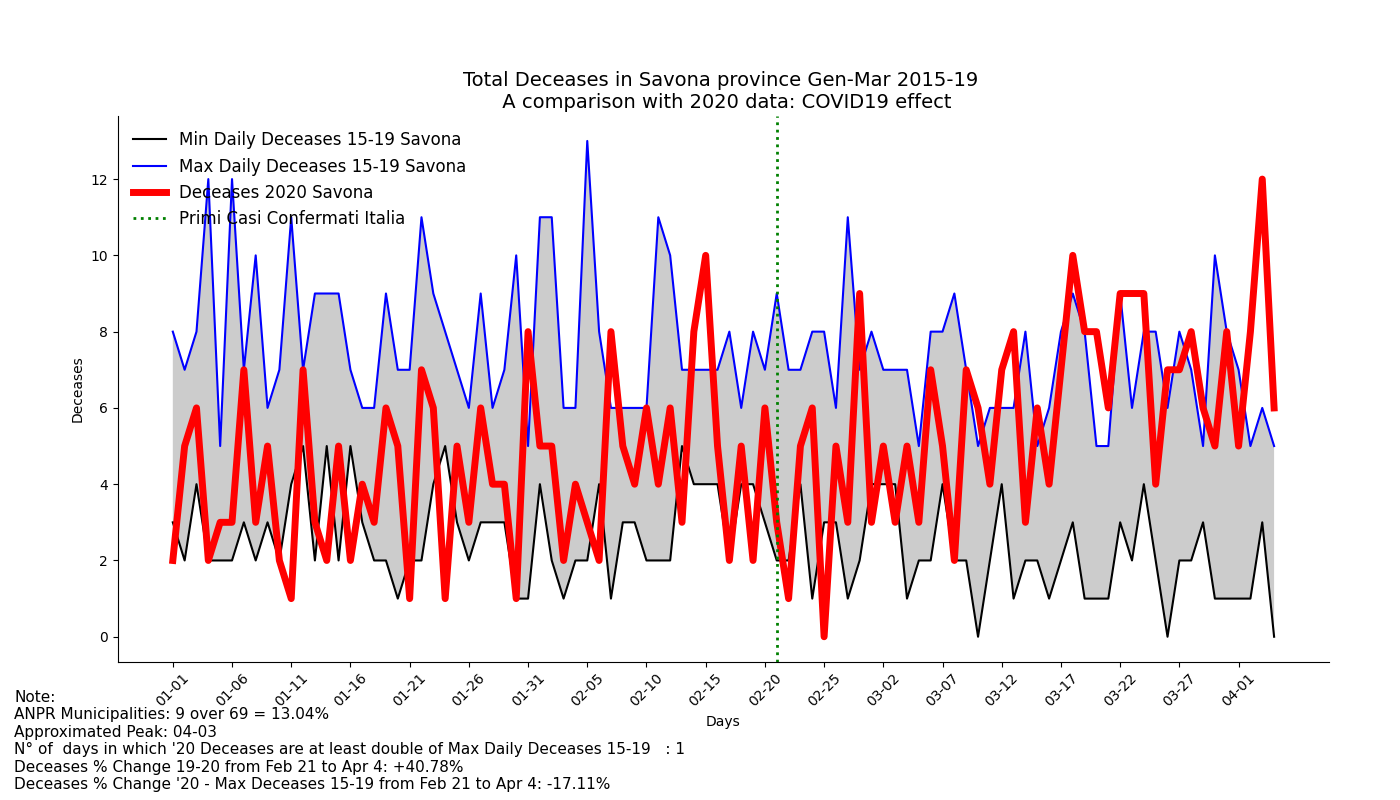 Total Deceases in Savona province Gen-Mar 2015-19
A comparison with 2020 data: COVID19 effect
Min Daily Deceases 15-19 Savona
Max Daily Deceases 15-19 Savona
Deceases 2020 Savona
Primi Casi Confermati Italia
Deceases
12
10
8
6
4
2
0
01-01
01-06
01-11
01-16
01-21
01-26
01-31
02-05
02-10
02-15
02-20
02-25
03-02
03-07
03-12
03-17
03-22
03-27
04-01
Days
Note:
ANPR Municipalities: 9 over 69 = 13.04%
Approximated Peak: 04-03
N° of  days in which '20 Deceases are at least double of Max Daily Deceases 15-19   : 1
Deceases % Change 19-20 from Feb 21 to Apr 4: +40.78%
Deceases % Change '20 - Max Deceases 15-19 from Feb 21 to Apr 4: -17.11%